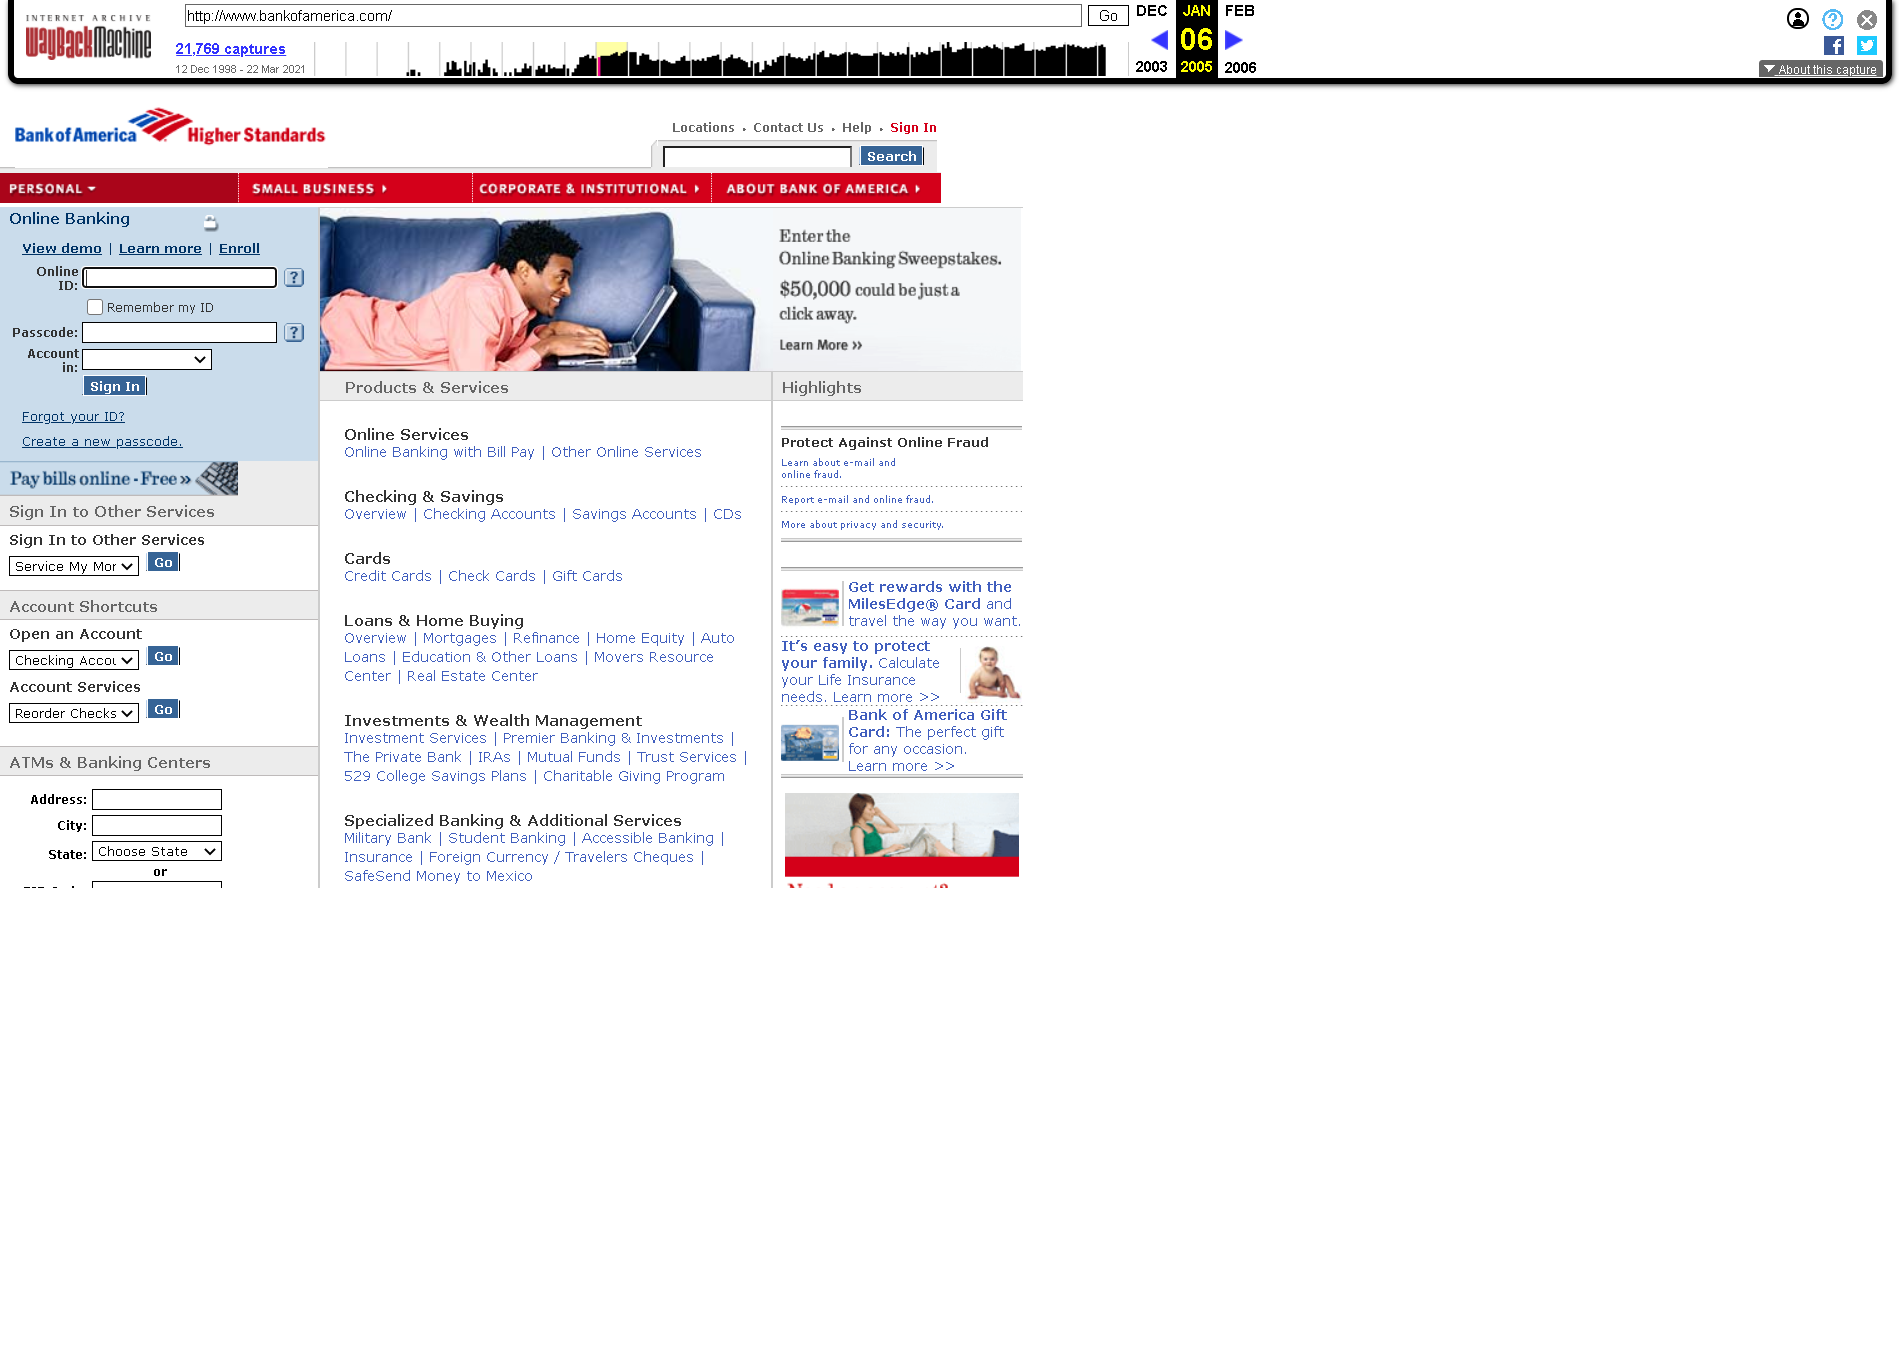 INTERNET ARCHIVE
WayBackMachine
http://www.bankofamerica.com/
Go
DEC JAN FEB
21,769 captures
06
12 Dec 1998 - 22 Mar 2021
2003 2005 2006
About this capture
Bank of America Higher Standards
Locations • Contact Us • Help • Sign In
Search
PERSONAL
SMALL BUSINESS
CORPORATE & INSTITUTIONAL
ABOUT BANK OF AMERICA
Online Banking
View demo | Learn more | Enroll
Online
ID:
?
Remember my ID
Passcode:
?
Account
in:
Sign In
Forgot your ID?
Create a new passcode.
Pay bills online - Free »
Sign In to Other Services
Sign In to Other Services
Service My Mor
Go
Account Shortcuts
Open an Account
Checking Accou
Go
Account Services
Reorder Checks
Go
ATMs & Banking Centers
Address:
City:
State: Choose State
or
Enter the
Online Banking Sweepstakes.
$50,000 could be just a
click away.
Learn More »
Products & Services
Online Services
Online Banking with Bill Pay | Other Online Services
Checking & Savings
Overview | Checking Accounts | Savings Accounts | CDs
Cards
Credit Cards | Check Cards | Gift Cards
Loans & Home Buying
Overview | Mortgages | Refinance | Home Equity | Auto
Loans | Education & Other Loans | Movers Resource
Center | Real Estate Center
Investments & Wealth Management
Investment Services | Premier Banking & Investments |
The Private Bank | IRAs | Mutual Funds | Trust Services |
529 College Savings Plans | Charitable Giving Program
Specialized Banking & Additional Services
Military Bank | Student Banking | Accessible Banking |
Insurance | Foreign Currency / Travelers Cheques |
SafeSend Money to Mexico
Highlights
Protect Against Online Fraud
Learn about e-mail and
online fraud.
Report e-mail and online fraud.
More about privacy and security.
Get rewards with the
MilesEdge® Card and
travel the way you want.
It's easy to protect
your family. Calculate
your Life Insurance
needs. Learn more >>
Bank of America Gift
Card: The perfect gift
for any occasion.
Learn more >>